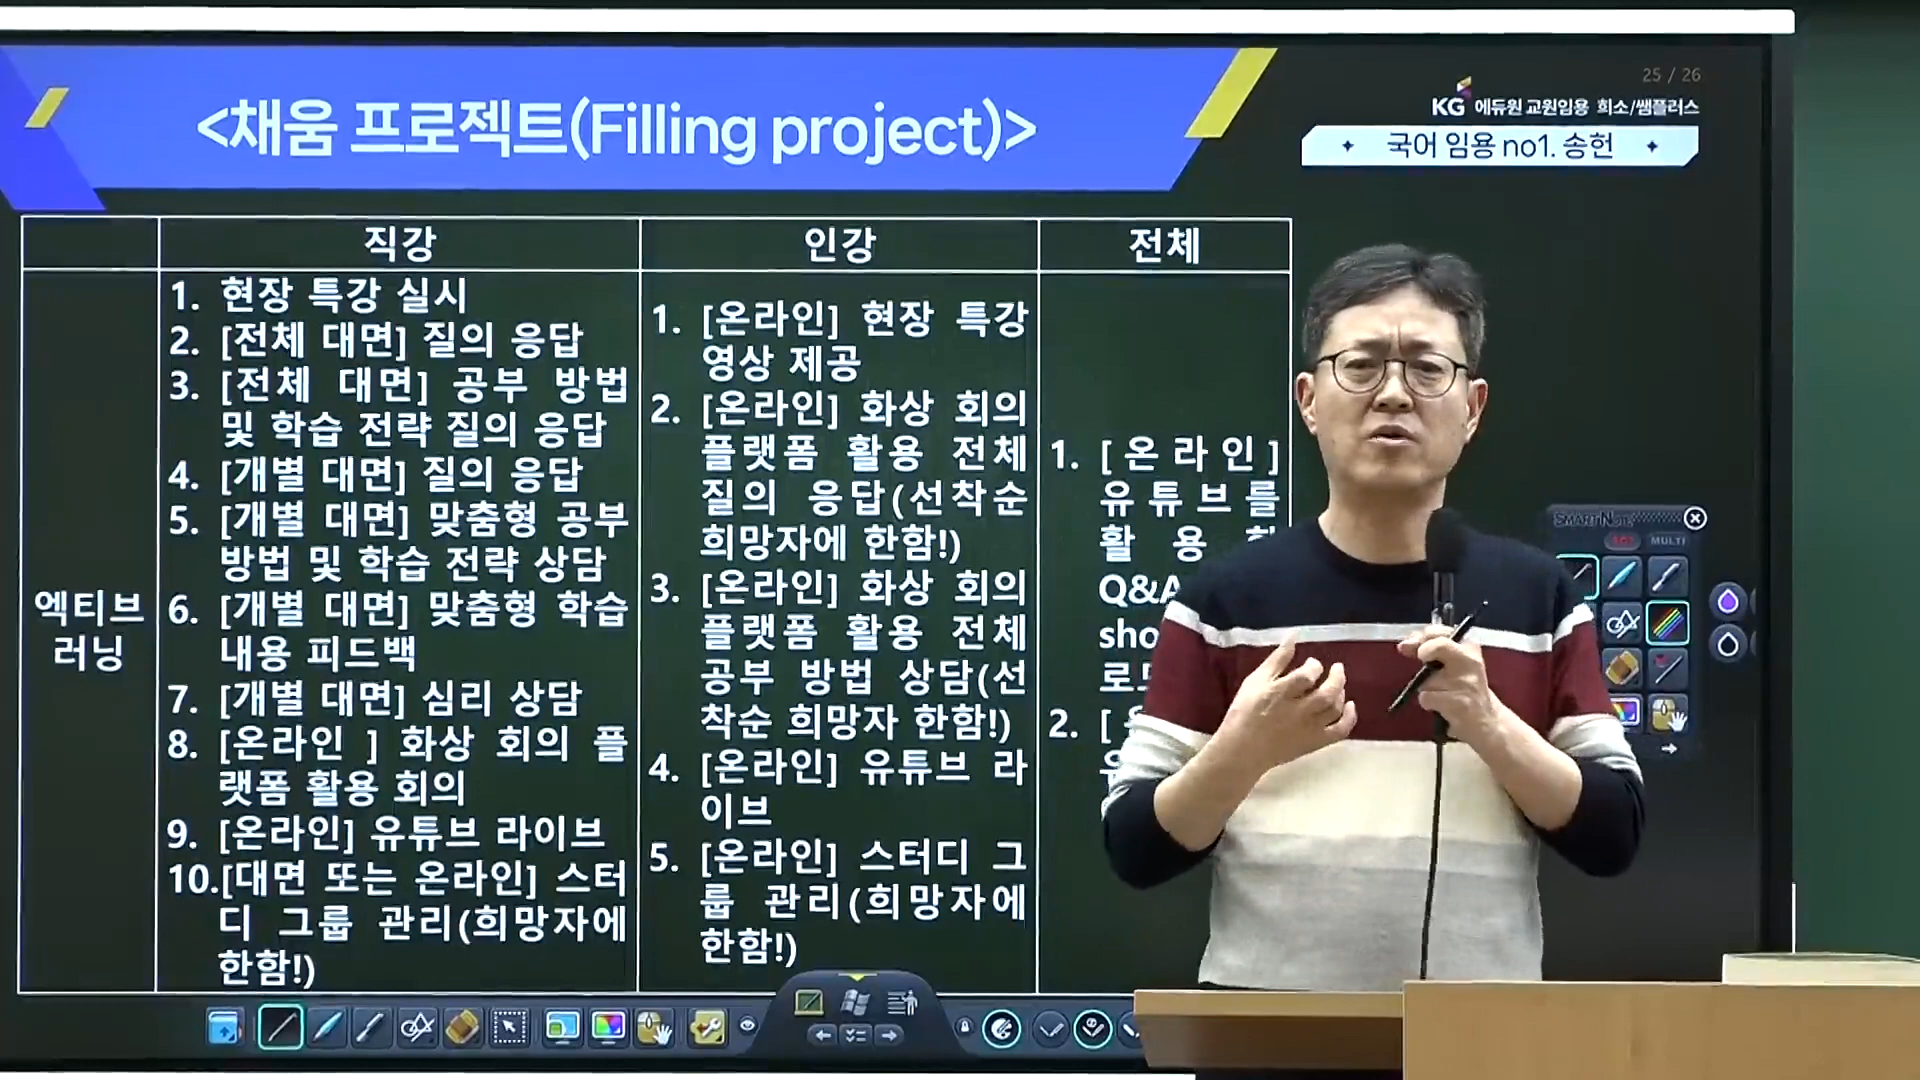 25 / 26
KG 에듀원 교원임용 희소/쌤플러스
국어 임용 no1. 송헌
<채움 프로젝트(Filling project)>
직강
인강
전체
엑티브
러닝
1. 현장 특강 실시
2. [전체 대면] 질의 응답
3. [전체 대면] 공부 방법
및 학습 전략 질의 응답
4. [개별 대면] 질의 응답
5. [개별 대면] 맞춤형 공부
방법 및 학습 전략 상담
6. [개별 대면] 맞춤형 학습
내용 피드백
7. [개별 대면] 심리 상담
8. [온라인 ] 화상 회의 플
랫폼 활용 회의
9. [온라인] 유튜브 라이브
10.[대면 또는 온라인] 스터
디 그룹 관리(희망자에
한함!)
1. [온라인] 현장 특강
영상 제공
2. [온라인] 화상 회의
플랫폼 활용 전체
질의 응답(선착순
희망자에 한함!)
3. [온라인] 화상 회의
플랫폼 활용 전체
공부 방법 상담(선
착순 희망자 한함!)
4. [온라인] 유튜브 라
이브
5. [온라인] 스터디 그
룹 관리(희망자에
한함!)
1. [온라인]
유튜브를
활용
Q&A
2. [
SMART
MULTI